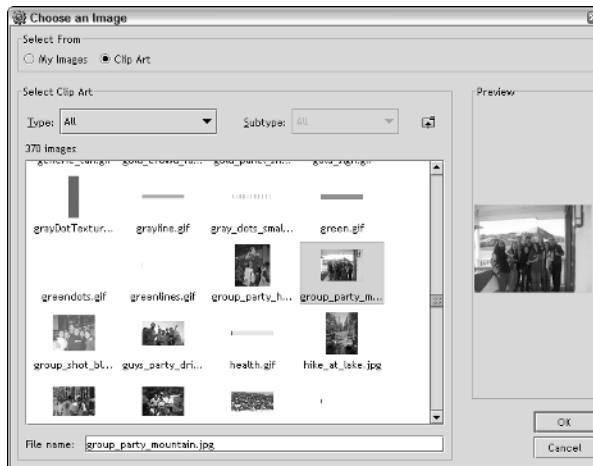 Choose an Image
Select From
My Images Clip Art
Select Clip Art
Preview
Type: All Subtype: All
370 images
grayDotTextur... grayline.gif gray_dots_smal... green.gif
greendots.gif greenlines.gif group_party_h... group_party_m...
group_shot_bl... guys_party_dri... health.gif hike_at_lake.jpg
File name: group_party_mountain.jpg
OK
Cancel